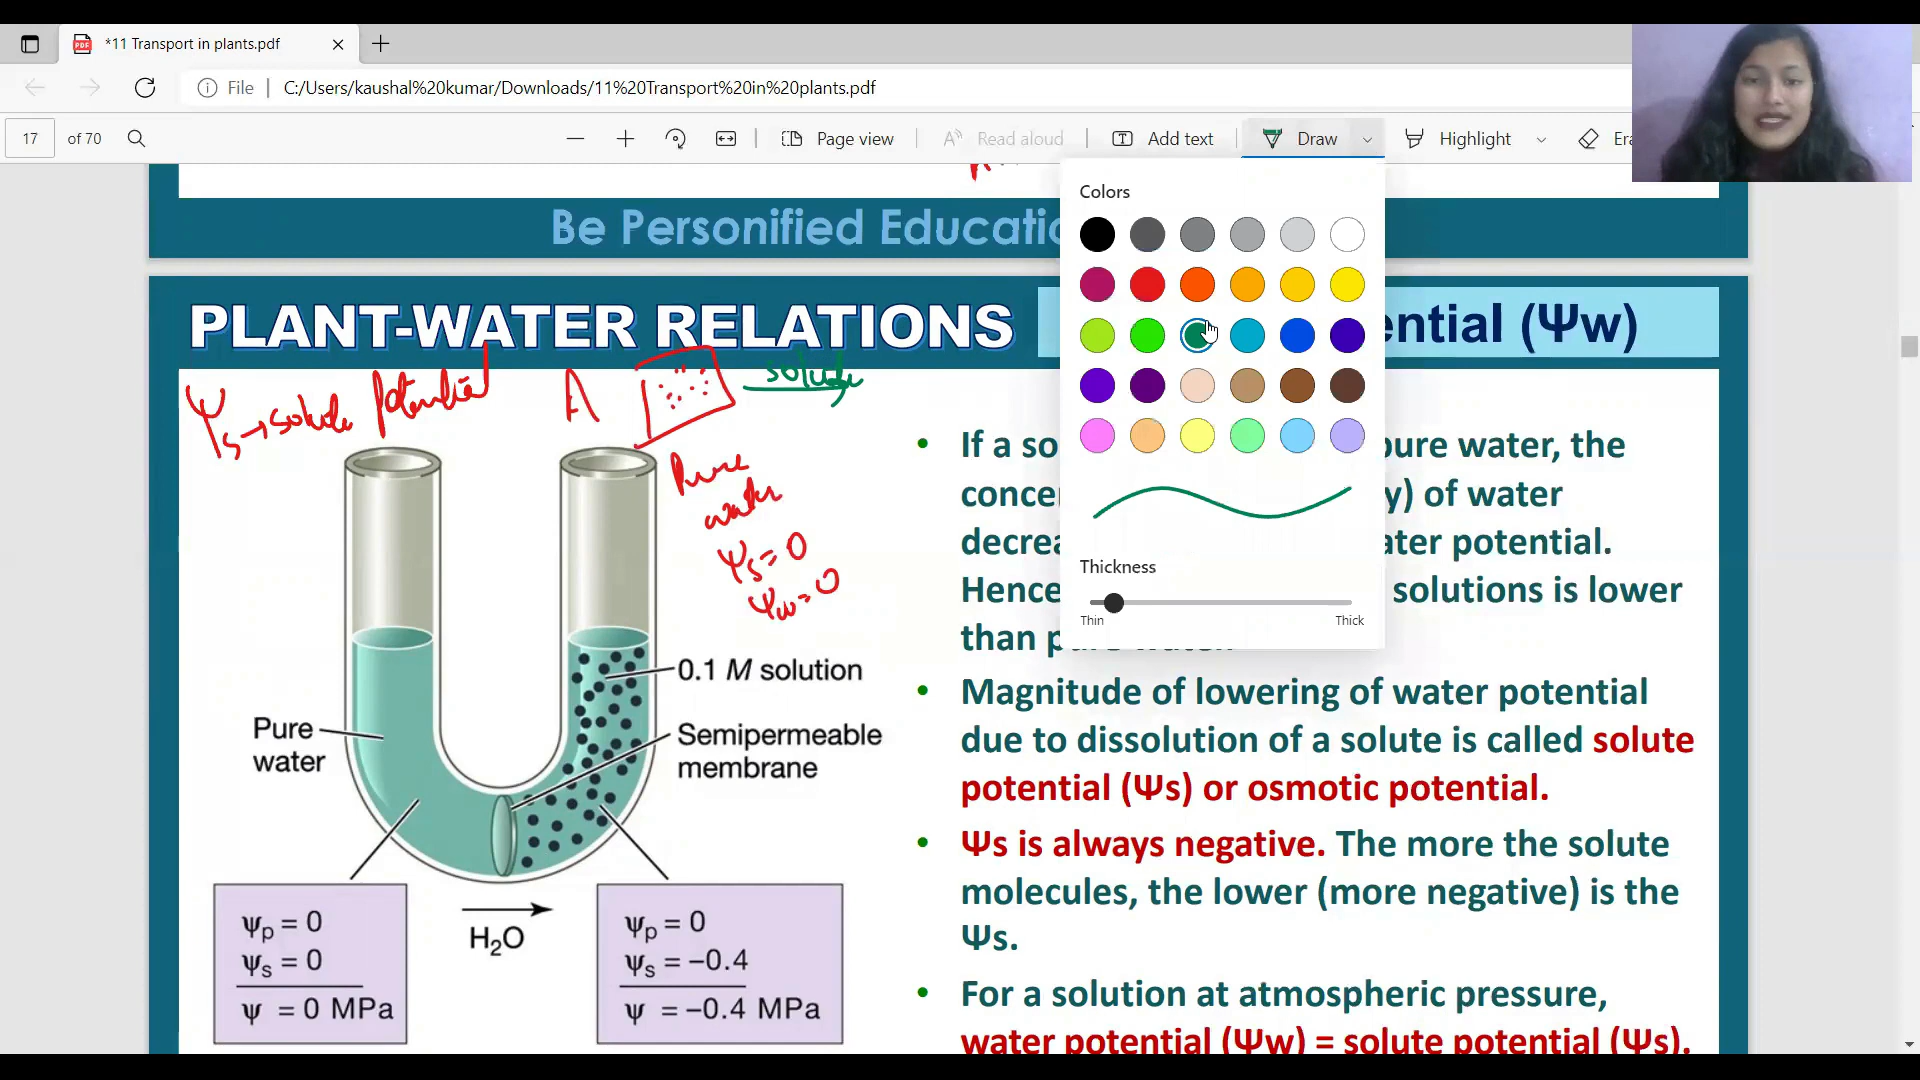 *11 Transport in plants.pdf
File
C:/Users/kaushal%20kumar/Downloads/11%20Transport%20in%20plants.pdf
17 of 70
Page view
Read aloud
Add text
Draw
Highlight
Era
Be Personified Educatio
Colors
PLANT-WATER RELATIONS
ential (Ψw)
Ψs → solute potential
A
solute
Pure
water
Ψs = 0
Ψw = 0
If a so
pure water, the
concen
y) of water
decrea
ater potential.
Hence
solutions is lower
than p
Thickness
Thin
Thick
0.1 M solution
Pure
water
Semipermeable
membrane
Magnitude of lowering of water potential
due to dissolution of a solute is called solute
potential (Ψs) or osmotic potential.
Ψs is always negative. The more the solute
molecules, the lower (more negative) is the
Ψs.
For a solution at atmospheric pressure,
water potential (Ψw) = solute potential (Ψs).
ψp = 0
ψs = 0
ψ = 0 MPa
H2O
ψp = 0
ψs = −0.4
ψ = −0.4 MPa